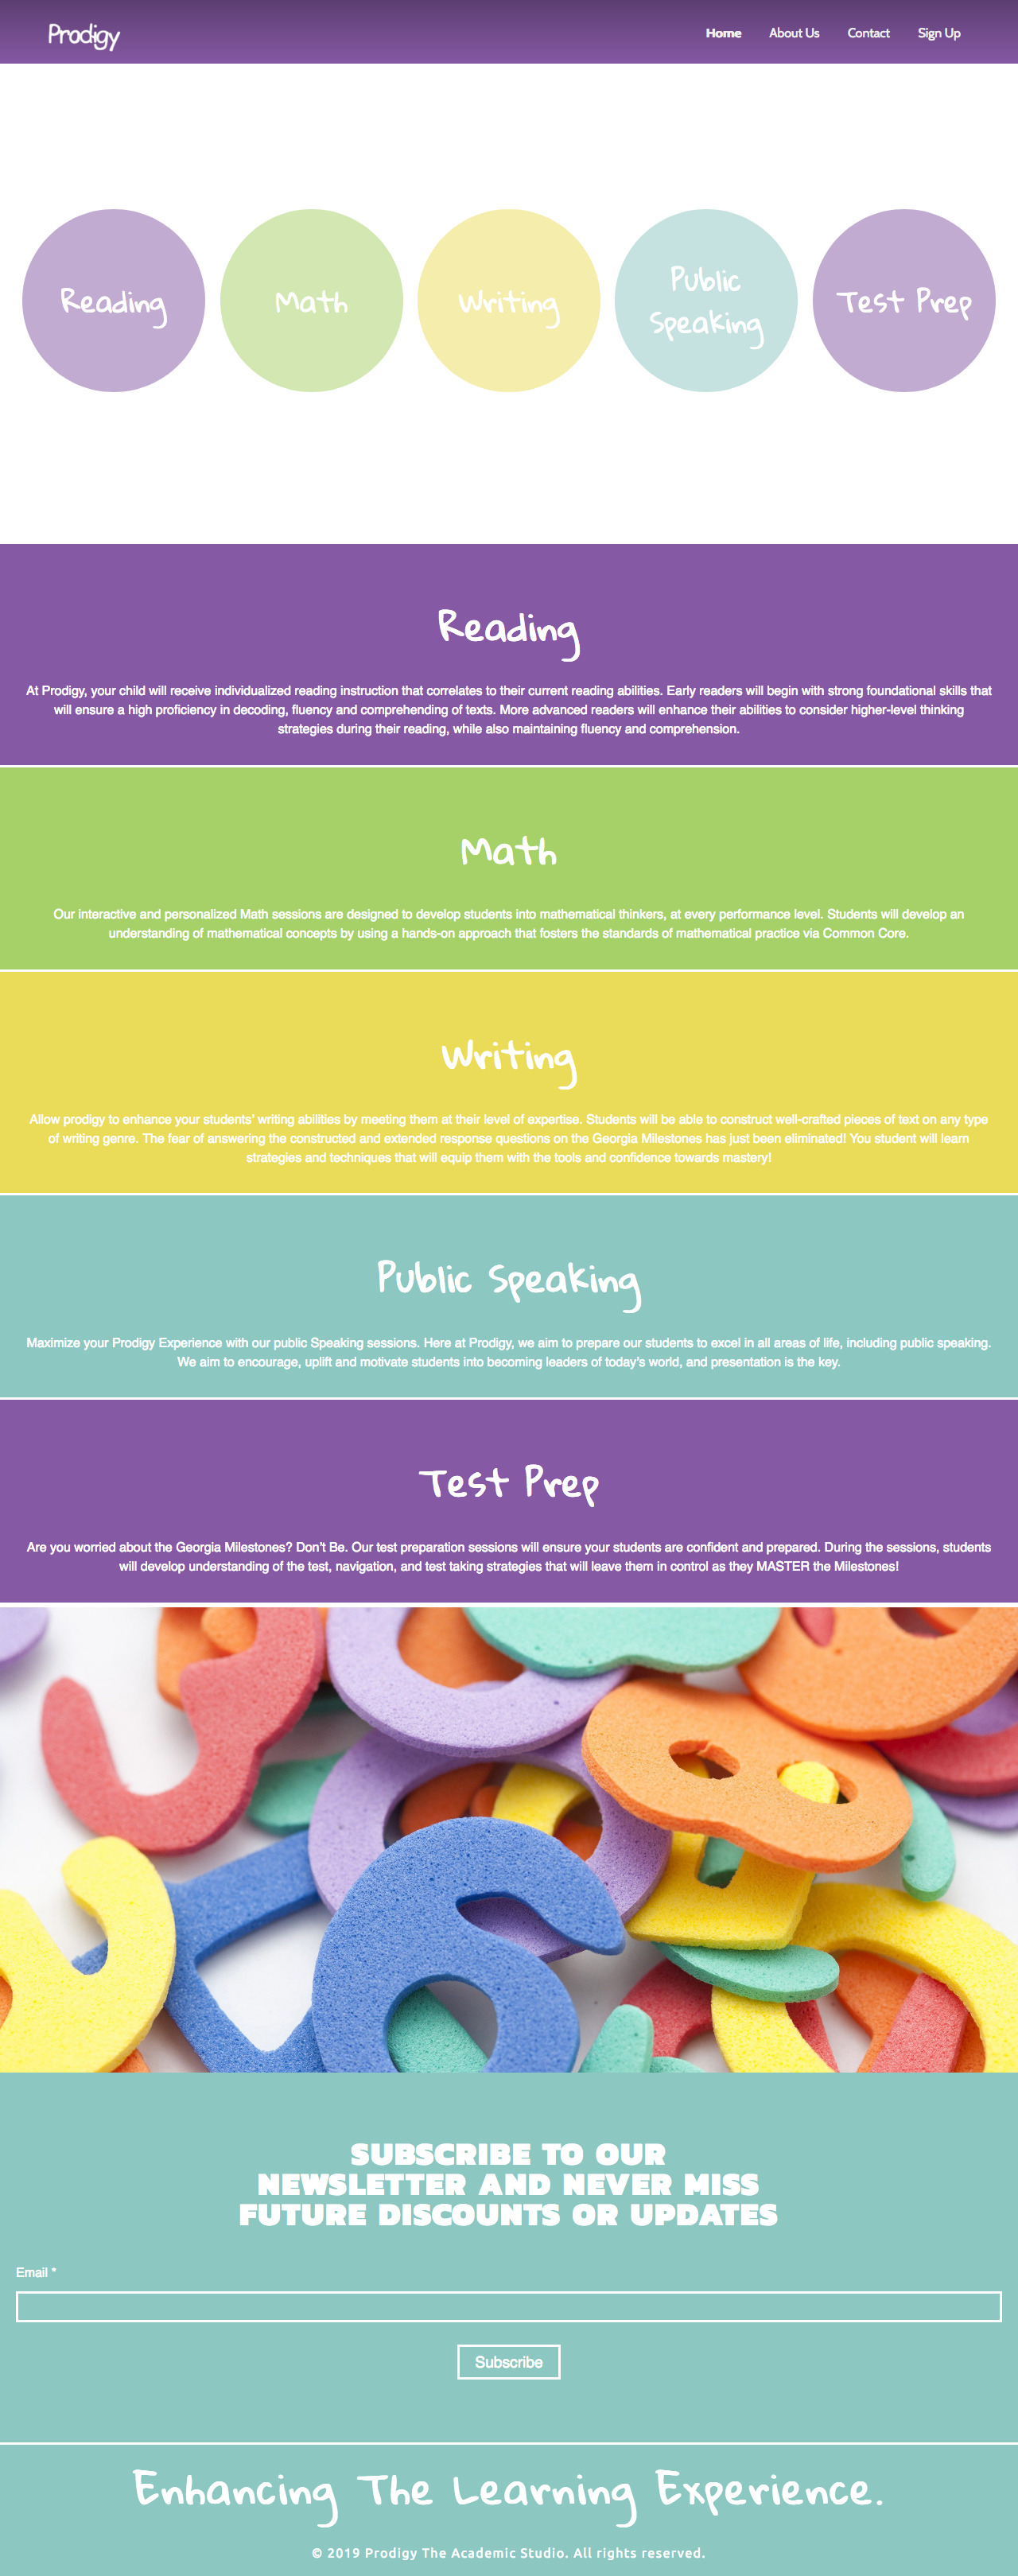 Prodigy
Home About Us Contact Sign Up
Reading
Math
Writing
Public
Speaking
Test Prep
Reading
At Prodigy, your child will receive individualized reading instruction that correlates to their current reading abilities. Early readers will begin with strong foundational skills that
will ensure a high proficiency in decoding, fluency and comprehending of texts. More advanced readers will enhance their abilities to consider higher-level thinking
strategies during their reading, while also maintaining fluency and comprehension.
Math
Our interactive and personalized Math sessions are designed to develop students into mathematical thinkers, at every performance level. Students will develop an
understanding of mathematical concepts by using a hands-on approach that fosters the standards of mathematical practice via Common Core.
Writing
Allow prodigy to enhance your students' writing abilities by meeting them at their level of expertise. Students will be able to construct well-crafted pieces of text on any type
of writing genre. The fear of answering the constructed and extended response questions on the Georgia Milestones has just been eliminated! You student will learn
strategies and techniques that will equip them with the tools and confidence towards mastery!
Public Speaking
Maximize your Prodigy Experience with our public Speaking sessions. Here at Prodigy, we aim to prepare our students to excel in all areas of life, including public speaking.
We aim to encourage, uplift and motivate students into becoming leaders of today's world, and presentation is the key.
Test Prep
Are you worried about the Georgia Milestones? Don't Be. Our test preparation sessions will ensure your students are confident and prepared. During the sessions, students
will develop understanding of the test, navigation, and test taking strategies that will leave them in control as they MASTER the Milestones!
SUBSCRIBE TO OUR
NEWSLETTER AND NEVER MISS
FUTURE DISCOUNTS OR UPDATES
Email *
Subscribe
Enhancing The Learning Experience.
© 2019 Prodigy The Academic Studio. All rights reserved.